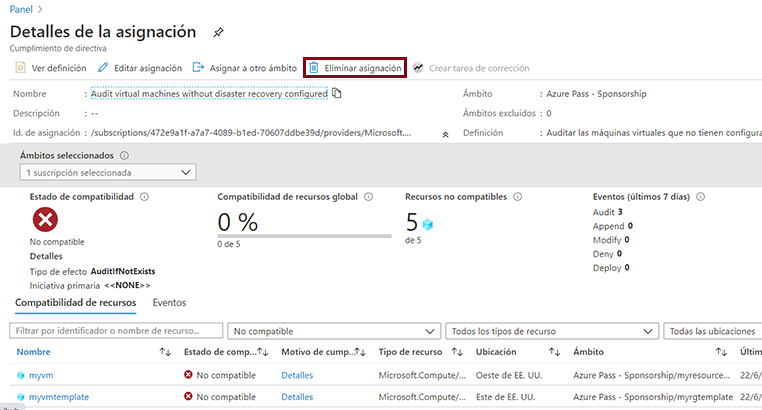 Panel >
Detalles de la asignación
Cumplimiento de directiva
Ver definición Editar asignación Asignar a otro ámbito Eliminar asignación Crear tarea de corrección
Nombre : Audit virtual machines without disaster recovery configured Ámbito : Azure Pass - Sponsorship
Descripción : -- Ámbitos excluidos : 0
Id. de asignación : /subscriptions/472e9a1f-a7a7-4089-b1ed-70607ddbe39d/providers/Microsoft.... Definición : Auditar las máquinas virtuales que no tienen configura
Ámbitos seleccionados
1 suscripción seleccionada
Estado de compatibilidad Compatibilidad de recursos global Recursos no compatibles Eventos (últimos 7 días)
0 % 5 Audit 3
Append 0
No compatible 0 de 5 de 5 Modify 0
Detalles Deny 0
Tipo de efecto AuditIfNotExists Deploy 0
Iniciativa primaria <<NONE>>
Compatibilidad de recursos Eventos
Filtrar por identificador o nombre de recurso... No compatible Todos los tipos de recurso Todas las ubicaciones
Nombre Estado de comp... Motivo de cump... Tipo de recurso Ubicación Ámbito Últim
myvm No compatible Detalles Microsoft.Compute/... Oeste de EE. UU. Azure Pass - Sponsorship/myresource... 22/6/
myvmtemplate No compatible Detalles Microsoft.Compute/... Este de EE. UU. Azure Pass - Sponsorship/myrgtemplate 22/6/